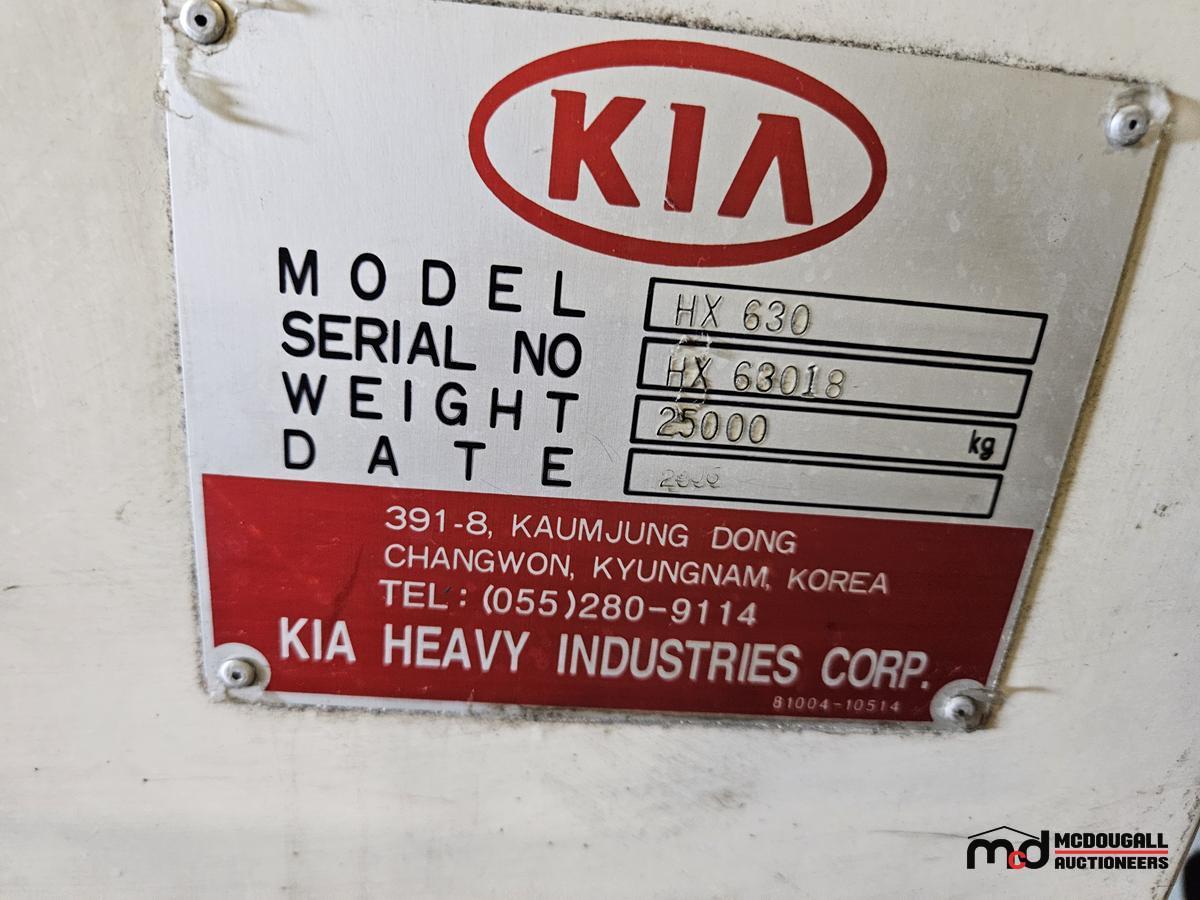 KIA
MODEL HX 630
SERIAL NO HX 63018
WEIGHT 25000 kg
DATE
391-8, KAUMJUNG DONG
CHANGWON, KYUNGNAM, KOREA
TEL : (055)280-9114
KIA HEAVY INDUSTRIES CORP.
81004-10514
mcd MCDOUGALL
AUCTIONEERS